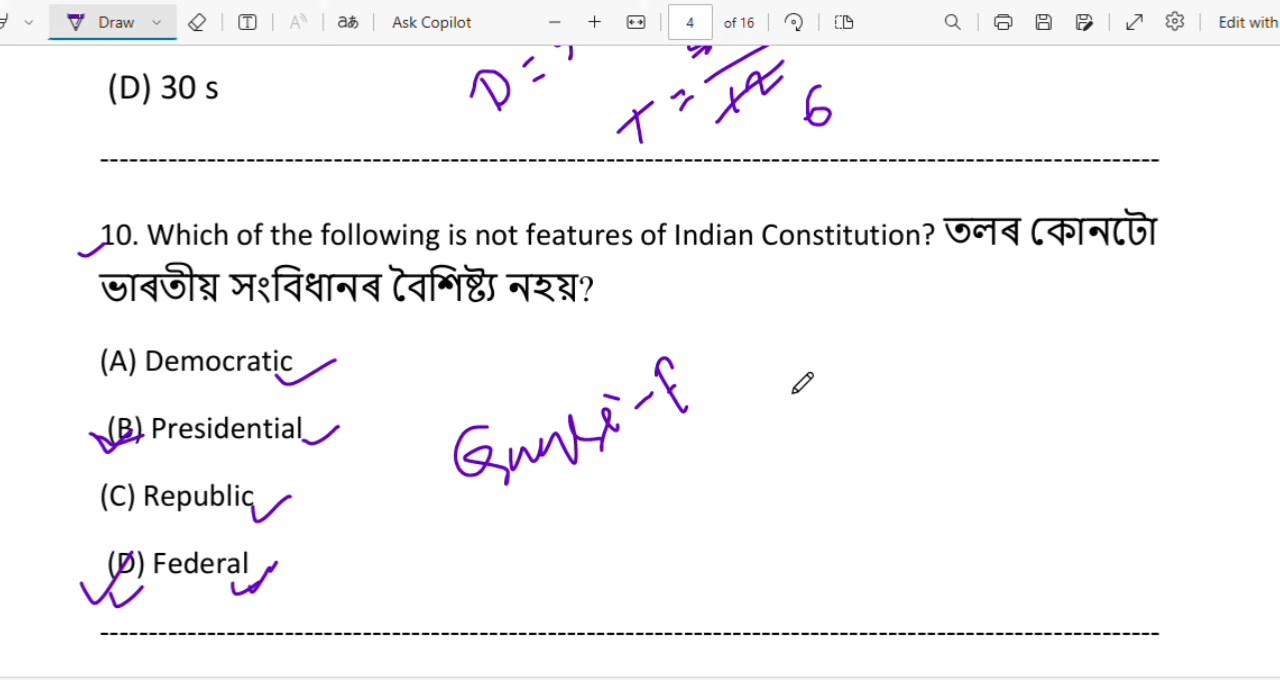 Draw
Ask Copilot
4 of 16
Edit with
(D) 30 s
D =
T =
6
10. Which of the following is not features of Indian Constitution? তলৰ কোনটো
ভাৰতীয় সংবিধানৰ বৈশিষ্ট্য নহয়?
(A) Democratic
(B) Presidential
(C) Republic
(D) Federal